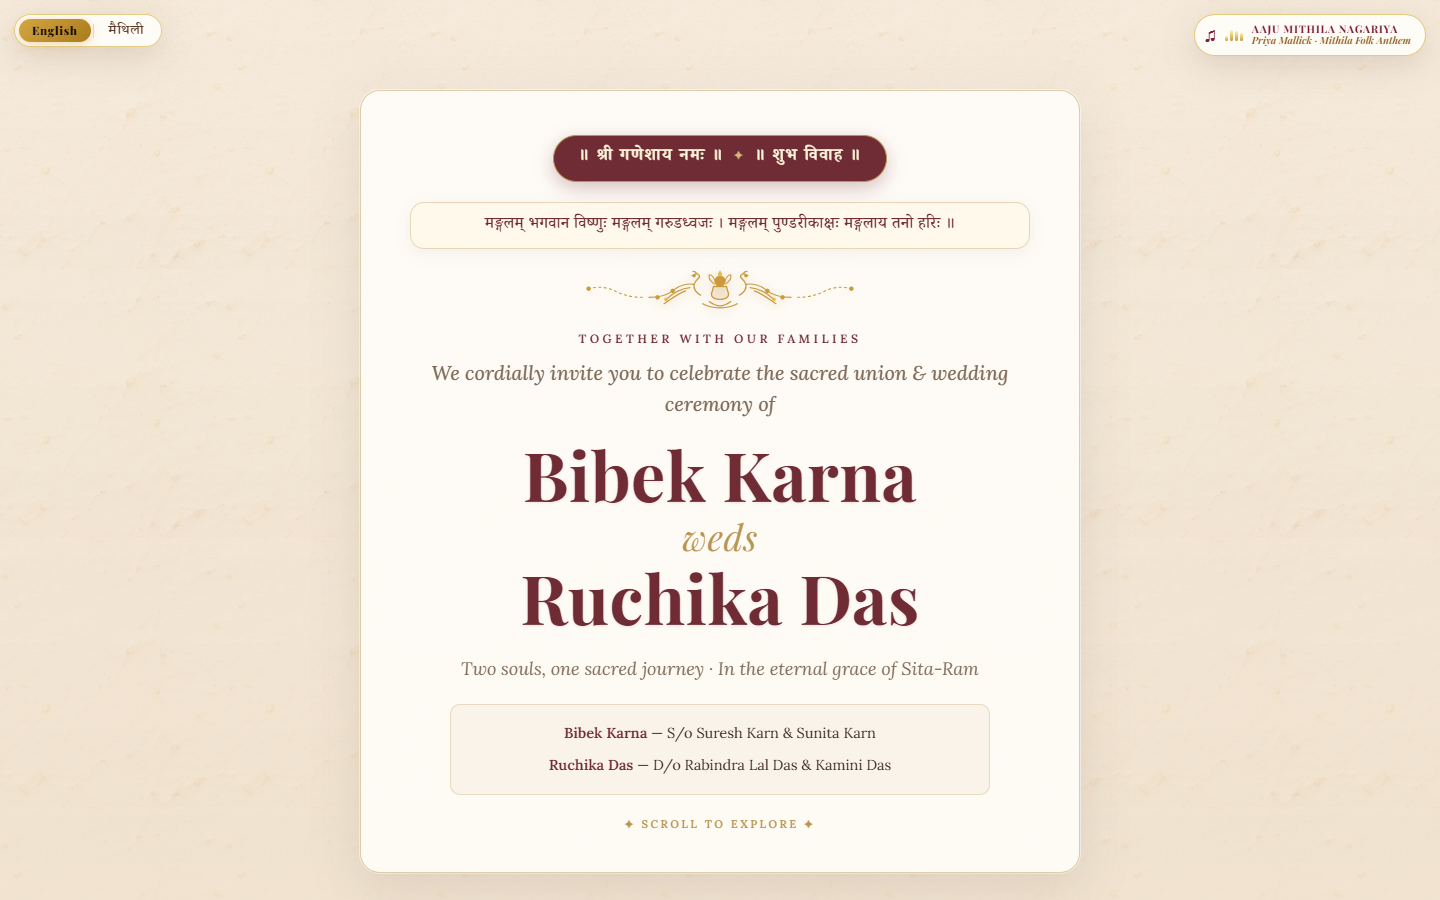 English
मैथिली
AAJU MITHILA NAGARIYA
Priya Mallick · Mithila Folk Anthem
॥ श्री गणेशाय नमः ॥ ✦ ॥ शुभ विवाह ॥
मङ्गलम् भगवान विष्णुः मङ्गलम् गरुडध्वजः । मङ्गलम् पुण्डरीकाक्षः मङ्गलाय तनो हरिः ॥
TOGETHER WITH OUR FAMILIES
We cordially invite you to celebrate the sacred union & wedding
ceremony of
Bibek Karna
weds
Ruchika Das
Two souls, one sacred journey · In the eternal grace of Sita-Ram
Bibek Karna — S/o Suresh Karn & Sunita Karn
Ruchika Das — D/o Rabindra Lal Das & Kamini Das
✦ SCROLL TO EXPLORE ✦